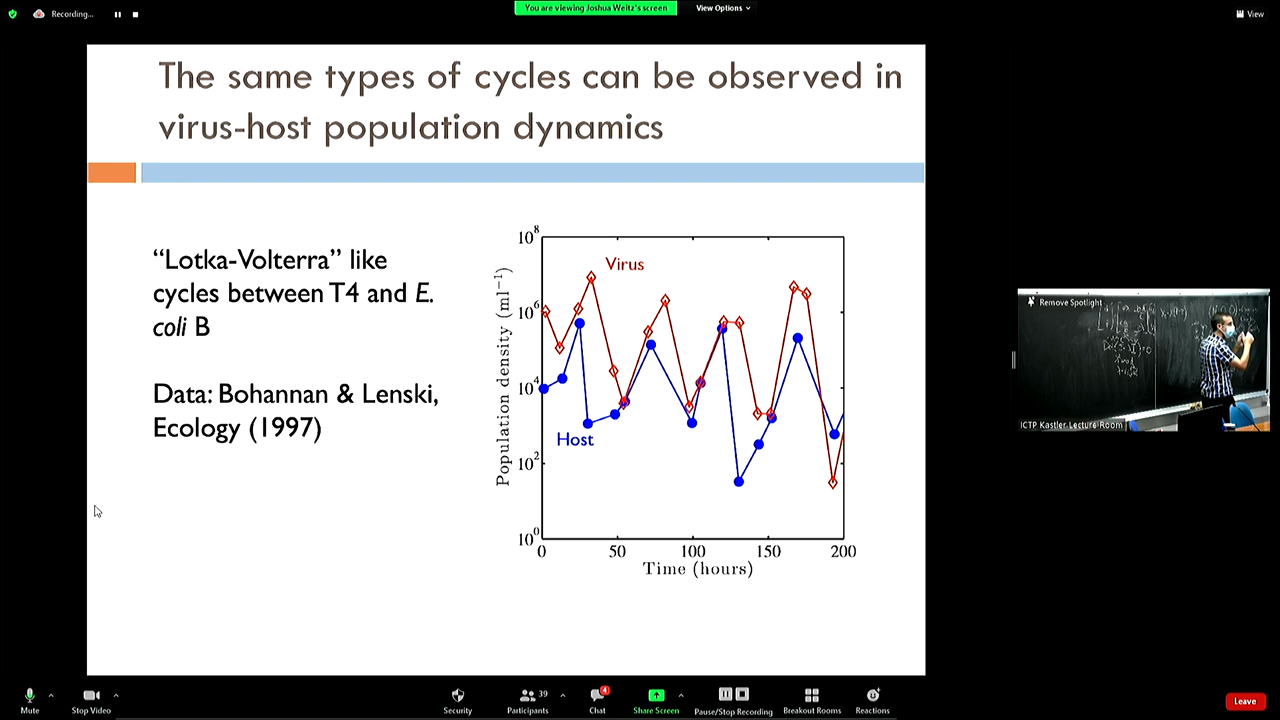 Recording...
You are viewing Joshua Weitz's screen
View Options
View
The same types of cycles can be observed in
virus-host population dynamics
“Lotka-Volterra” like
cycles between T4 and E.
coli B
Data: Bohannan & Lenski,
Ecology (1997)
Population density (ml⁻¹)
10⁸
10⁶
10⁴
10²
10⁰
Virus
Host
0 50 100 150 200
Time (hours)
Remove Spotlight
ICTP Kastler Lecture Room
Mute
Stop Video
Security
Participants
39
Chat
4
Share Screen
Pause/Stop Recording
Breakout Rooms
Reactions
Leave